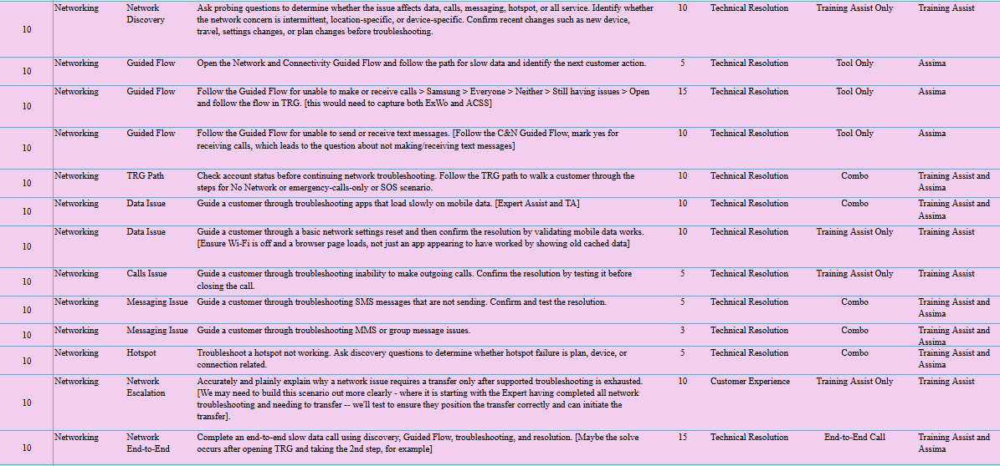 10 Networking Network Ask probing questions to determine whether the issue affects data, calls, messaging, hotspot, or all service. Identify whether 10 Technical Resolution Training Assist Only Training Assist
Discovery the network concern is intermittent, location-specific, or device-specific. Confirm recent changes such as new device,
travel, settings changes, or plan changes before troubleshooting.
10 Networking Guided Flow Open the Network and Connectivity Guided Flow and follow the path for slow data and identify the next customer action. 5 Technical Resolution Tool Only Assima
10 Networking Guided Flow Follow the Guided Flow for unable to make or receive calls > Samsung > Everyone > Neither > Still having issues > Open 15 Technical Resolution Tool Only Assima
and follow the flow in TRG. [this would need to capture both ExWo and ACSS]
10 Networking Guided Flow Follow the Guided Flow for unable to send or receive text messages. [Follow the C&N Guided Flow, mark yes for 10 Technical Resolution Tool Only Assima
receiving calls, which leads to the question about not making/receiving text messages]
10 Networking TRG Path Check account status before continuing network troubleshooting. Follow the TRG path to walk a customer through the 10 Technical Resolution Combo Training Assist and
steps for No Network or emergency-calls-only or SOS scenario. Assima
10 Networking Data Issue Guide a customer through troubleshooting apps that load slowly on mobile data. [Expert Assist and TA] 10 Technical Resolution Combo Training Assist and
Assima
10 Networking Data Issue Guide a customer through a basic network settings reset and then confirm the resolution by validating mobile data works. 10 Technical Resolution Training Assist Only Training Assist
[Ensure Wi-Fi is off and a browser page loads, not just an app appearing to have worked by showing old cached data]
10 Networking Calls Issue Guide a customer through troubleshooting inability to make outgoing calls. Confirm the resolution by testing it before 5 Technical Resolution Training Assist Only Training Assist
closing the call.
10 Networking Messaging Issue Guide a customer through troubleshooting SMS messages that are not sending. Confirm and test the resolution. 5 Technical Resolution Combo Training Assist and
Assima
10 Networking Messaging Issue Guide a customer through troubleshooting MMS or group message issues. 3 Technical Resolution Combo Training Assist and
Assima
10 Networking Hotspot Troubleshoot a hotspot not working. Ask discovery questions to determine whether hotspot failure is plan, device, or 5 Technical Resolution Combo Training Assist and
connection related. Assima
10 Networking Network Accurately and plainly explain why a network issue requires a transfer only after supported troubleshooting is exhausted. 10 Customer Experience Training Assist Only Training Assist
Escalation [We may need to build this scenario out more clearly - where it is starting with the Expert having completed all network
troubleshooting and needing to transfer -- we'll test to ensure they position the transfer correctly and can initiate the
transfer].
10 Networking Network Complete an end-to-end slow data call using discovery, Guided Flow, troubleshooting, and resolution. [Maybe the solve 15 Technical Resolution End-to-End Call Training Assist and
End-to-End occurs after opening TRG and taking the 2nd step, for example] Assima